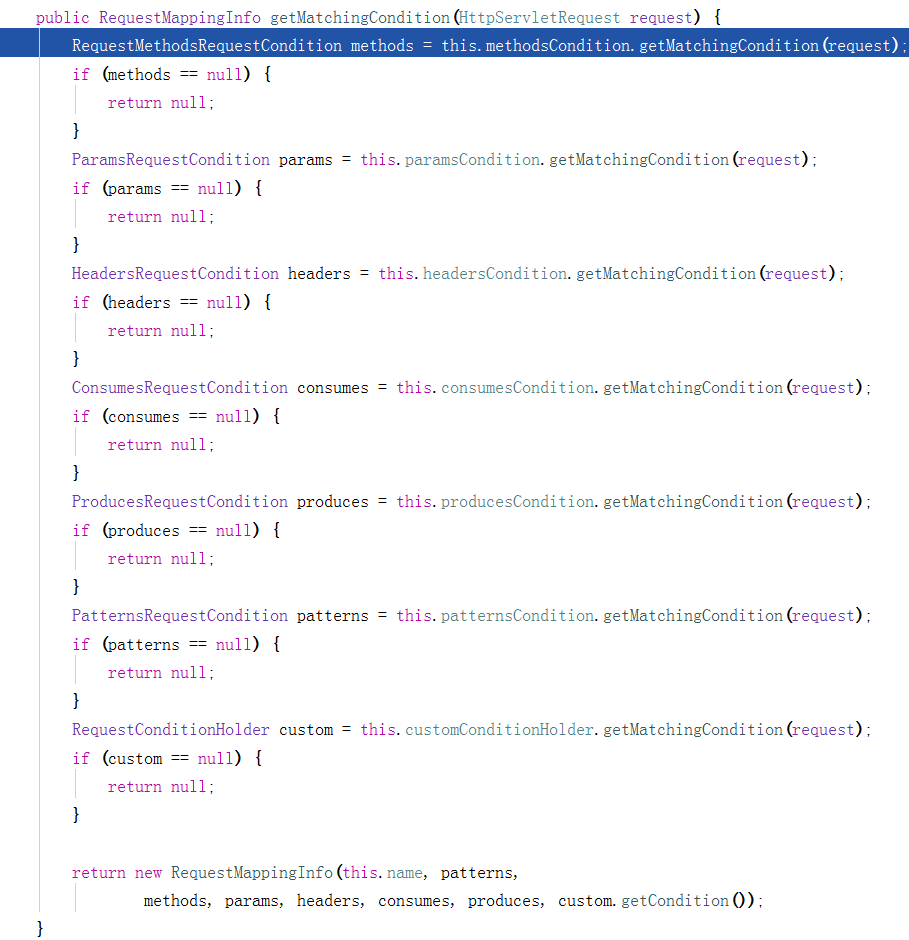 public RequestMappingInfo getMatchingCondition(HttpServletRequest request) {
RequestMethodsRequestCondition methods = this.methodsCondition.getMatchingCondition(request);
if (methods == null) {
return null;
}
ParamsRequestCondition params = this.paramsCondition.getMatchingCondition(request);
if (params == null) {
return null;
}
HeadersRequestCondition headers = this.headersCondition.getMatchingCondition(request);
if (headers == null) {
return null;
}
ConsumesRequestCondition consumes = this.consumesCondition.getMatchingCondition(request);
if (consumes == null) {
return null;
}
ProducesRequestCondition produces = this.producesCondition.getMatchingCondition(request);
if (produces == null) {
return null;
}
PatternsRequestCondition patterns = this.patternsCondition.getMatchingCondition(request);
if (patterns == null) {
return null;
}
RequestConditionHolder custom = this.customConditionHolder.getMatchingCondition(request);
if (custom == null) {
return null;
}
return new RequestMappingInfo(this.name, patterns,
methods, params, headers, consumes, produces, custom.getCondition());
}